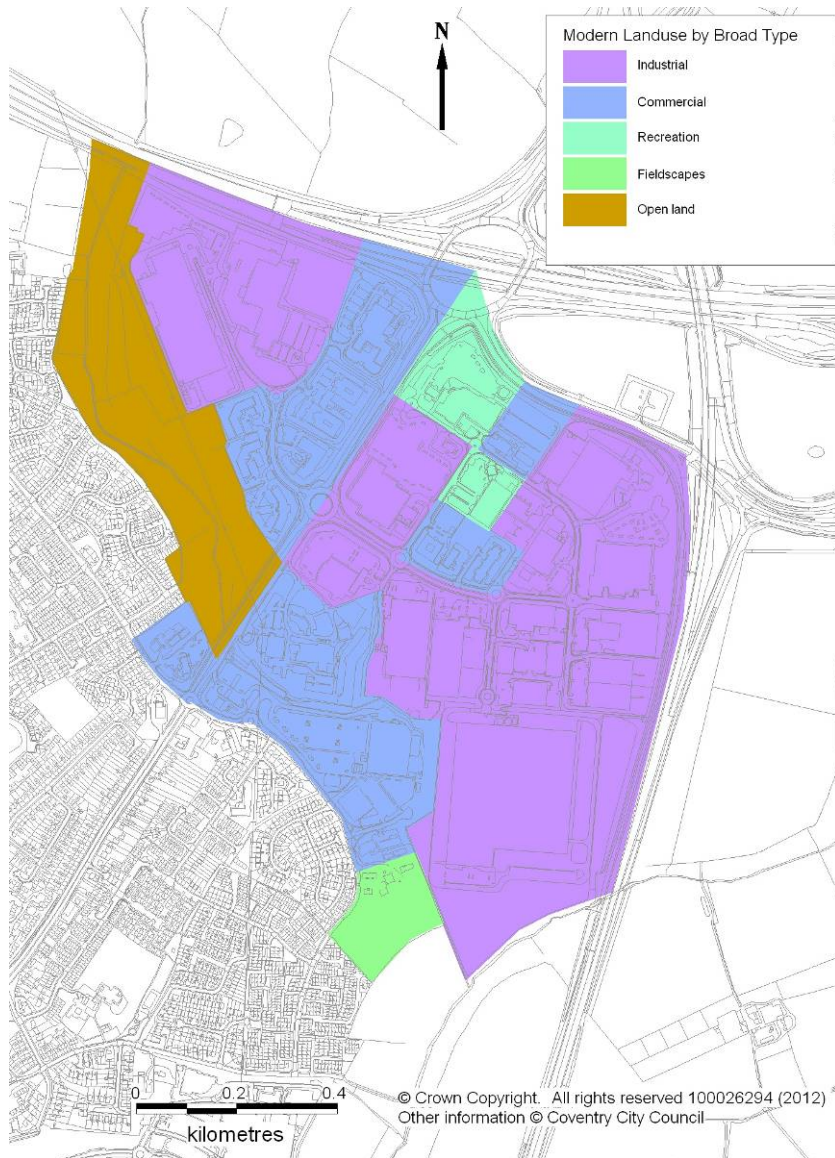 N
Modern Landuse by Broad Type
Industrial
Commercial
Recreation
Fieldscapes
Open land
0 0.2 0.4
kilometres
© Crown Copyright. All rights reserved 100026294 (2012)
Other information © Coventry City Council